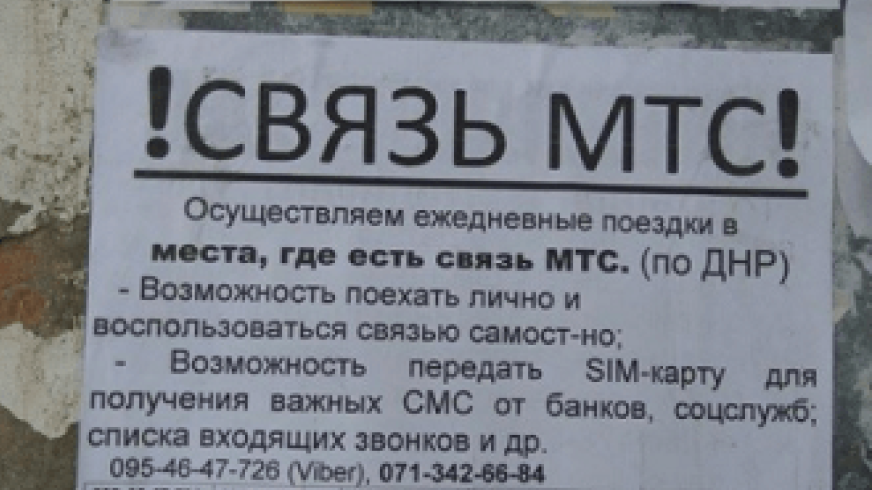 !СВЯЗЬ МТС!
Осуществляем ежедневные поездки в
места, где есть связь МТС. (по ДНР)
- Возможность поехать лично и
воспользоваться связью самост-но;
- Возможность передать SIM-карту для
получения важных СМС от банков, соцслужб;
списка входящих звонков и др.
095-46-47-726 (Viber), 071-342-66-84